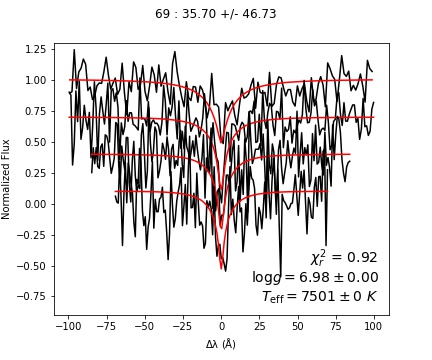 69 : 35.70 +/- 46.73
1.25
1.00
0.75
0.50
0.25
0.00
−0.25
−0.50
−0.75
Normalized Flux
χ²ᵣ = 0.92
logg = 6.98 ± 0.00
T_eff = 7501 ± 0 K
−100 −75 −50 −25 0 25 50 75 100
Δλ (Å)